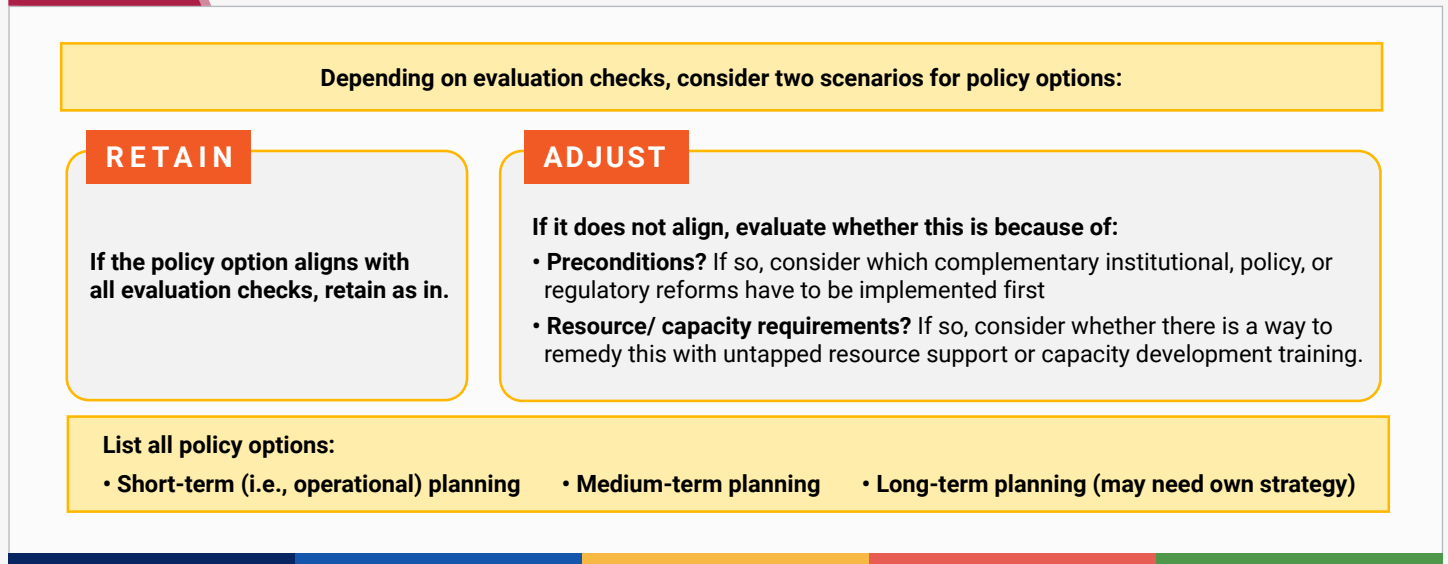 Depending on evaluation checks, consider two scenarios for policy options:
RETAIN
If the policy option aligns with
all evaluation checks, retain as in.
ADJUST
If it does not align, evaluate whether this is because of:
• Preconditions? If so, consider which complementary institutional, policy, or
regulatory reforms have to be implemented first
• Resource/ capacity requirements? If so, consider whether there is a way to
remedy this with untapped resource support or capacity development training.
List all policy options:
• Short-term (i.e., operational) planning • Medium-term planning • Long-term planning (may need own strategy)